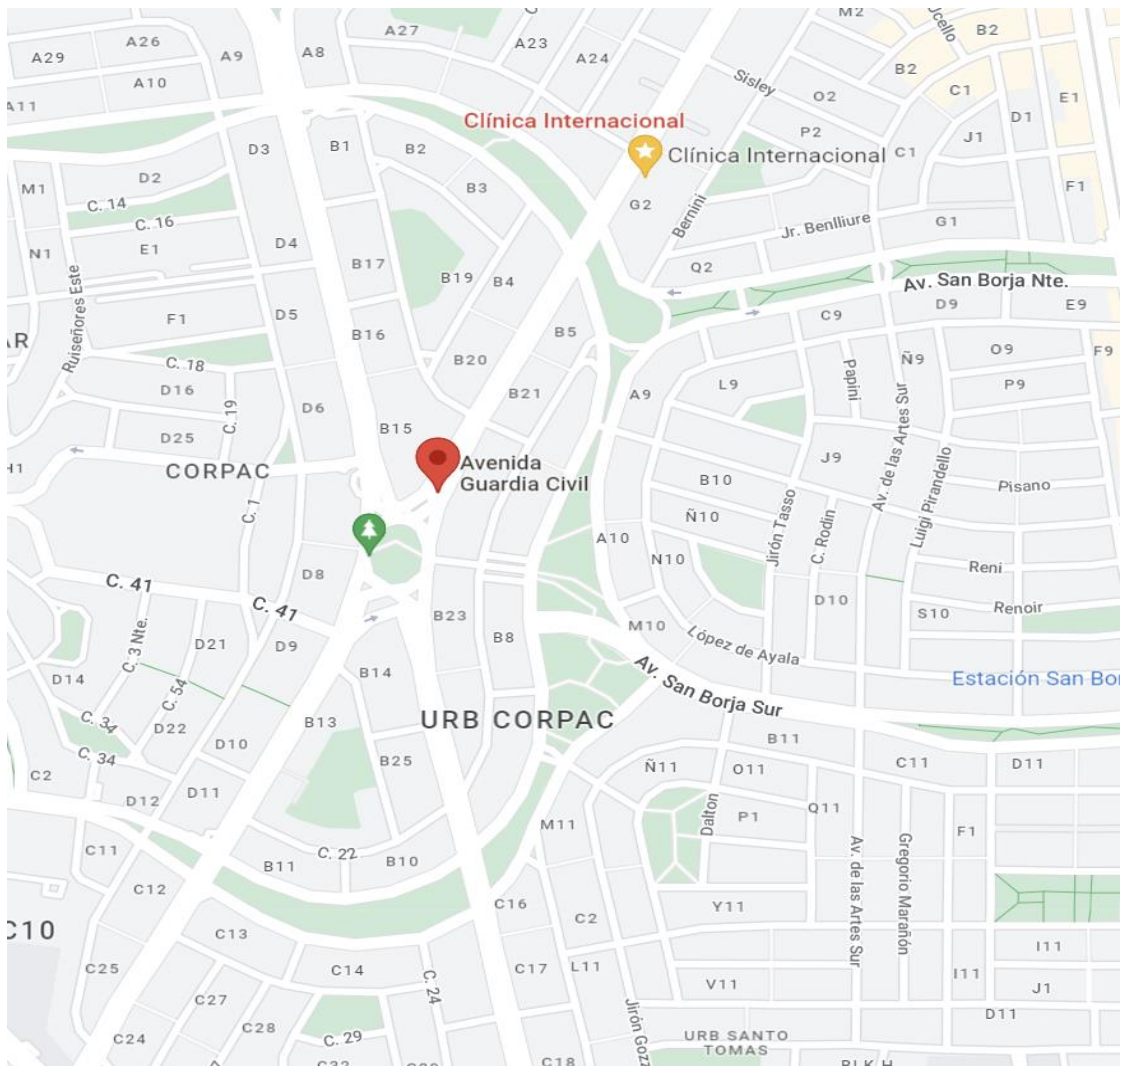 M2
ucello
B2
A26
A27
A23
A29
A9
A8
A24
B2
Sisley
A10
C1
E1
A11
O2
D1
Clínica Internacional
P2
J1
D3
B1
B2
C1
Clínica Internacional
D2
M1
B3
F1
C. 14
G2
Bernini
C. 16
Jr. Benlliure
G1
D4
N1
E1
B17
B19
B4
Q2
Av. San Borja Nte.
Ruiseñores Este
D9
E9
F1
D5
C9
B16
B5
AR
O9
F9
C. 18
B20
Ñ9
Papini
L9
P9
D16
B21
A9
D6
C. 19
B15
D25
J9
Av. de las Artes Sur
H1
CORPAC
Avenida
Guardia Civil
B10
Pisano
Luigi Pirandello
C. 1
Ñ10
Jirón Tasso
C. Rodin
A10
N10
Reni
D8
C. 41
C. 41
D10
Renoir
B23
S10
M10
C. 3 Nte.
D21
D9
B8
López de Ayala
B14
Av. San Borja Sur
D14
C. 54
Estación San Bo
C. 34
D22
B13
URB CORPAC
D10
B11
C. 34
B25
Ñ11
O11
C11
D11
C2
D12
D11
Dalton
P1
Q11
M11
F1
C11
B11
C. 22
B10
Av. de las Artes Sur
Gregorio Marañón
C12
C16
Y11
C2
C10
C13
I11
C25
C14
C17
L11
I11
C. 24
V11
J1
C27
Jirón Gozz
D11
C28
C. 29
C24
URB SANTO
TOMAS
C18